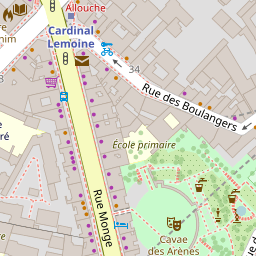 Allouche
Cardinal
Lemoine
34
Rue des Boulangers
École primaire
Rue Monge
Cavae
des Arènes